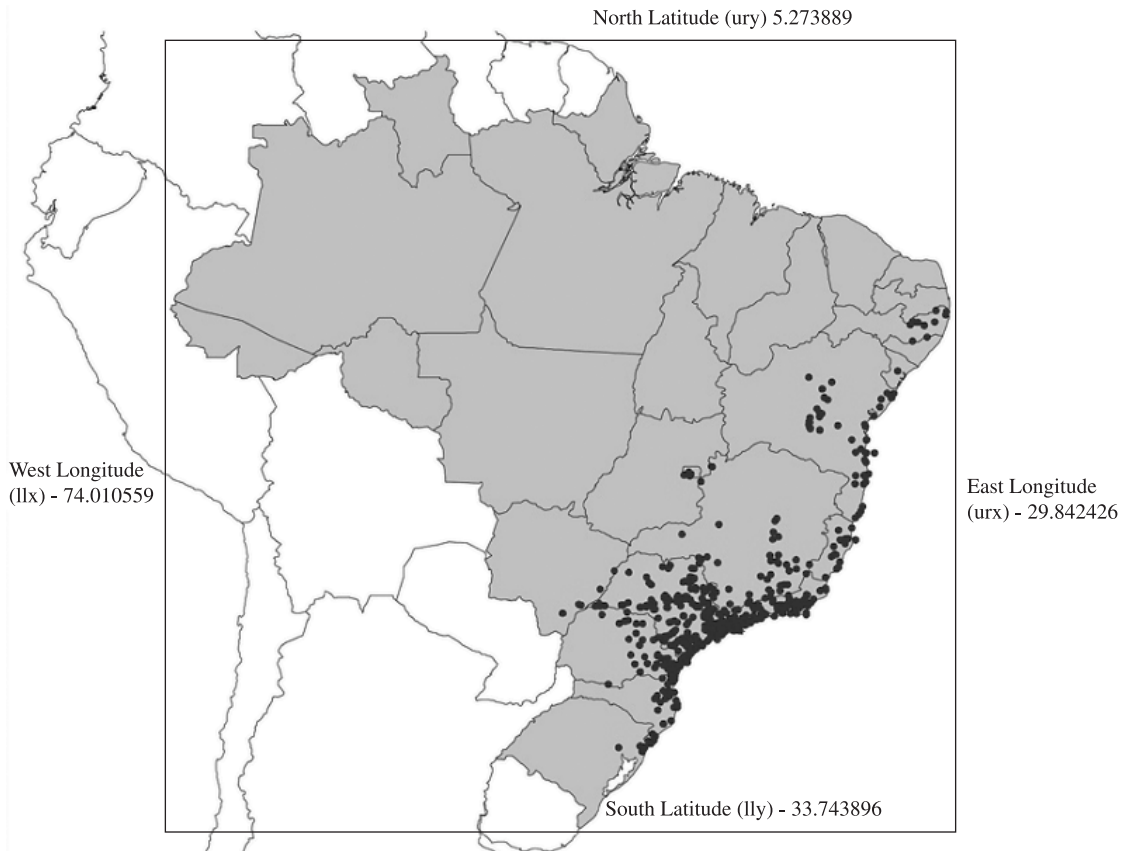 North Latitude (ury) 5.273889
West Longitude
(llx) - 74.010559
East Longitude
(urx) - 29.842426
South Latitude (lly) - 33.743896